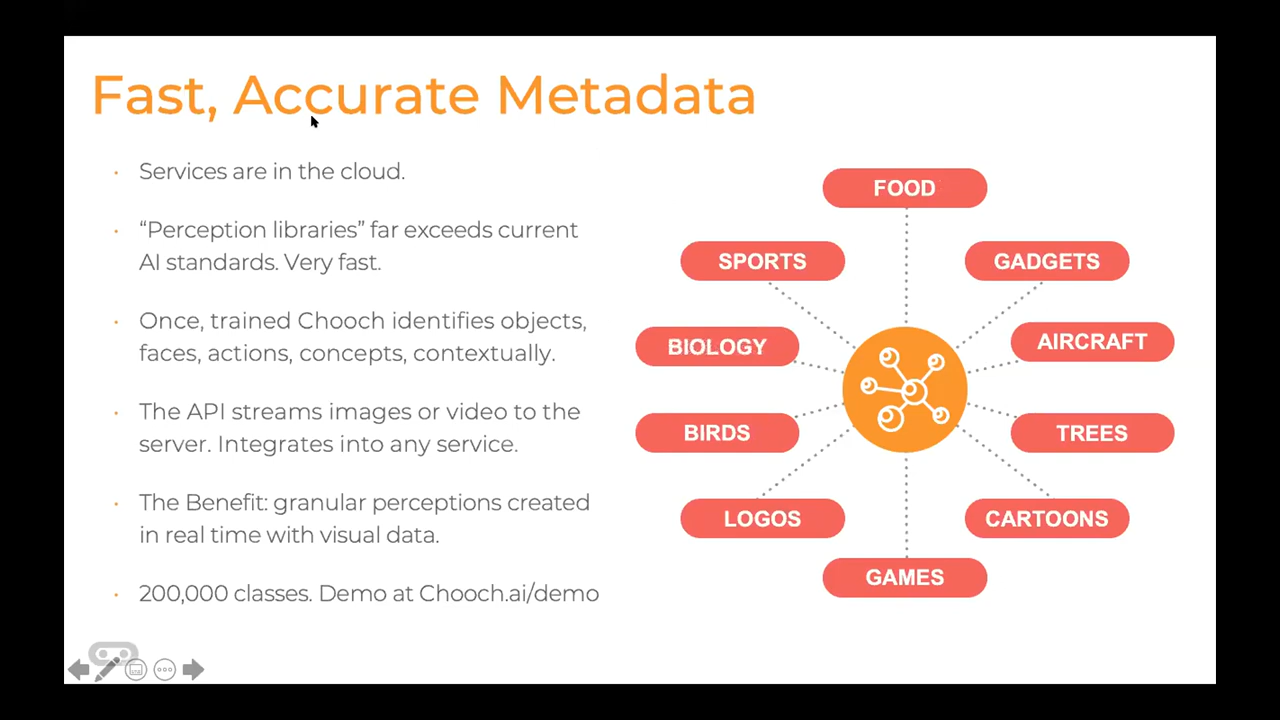 Fast, Accurate Metadata
· Services are in the cloud.
· “Perception libraries” far exceeds current
AI standards. Very fast.
· Once, trained Chooch identifies objects,
faces, actions, concepts, contextually.
· The API streams images or video to the
server. Integrates into any service.
· The Benefit: granular perceptions created
in real time with visual data.
· 200,000 classes. Demo at Chooch.ai/demo
FOOD
SPORTS
GADGETS
BIOLOGY
AIRCRAFT
BIRDS
TREES
LOGOS
CARTOONS
GAMES